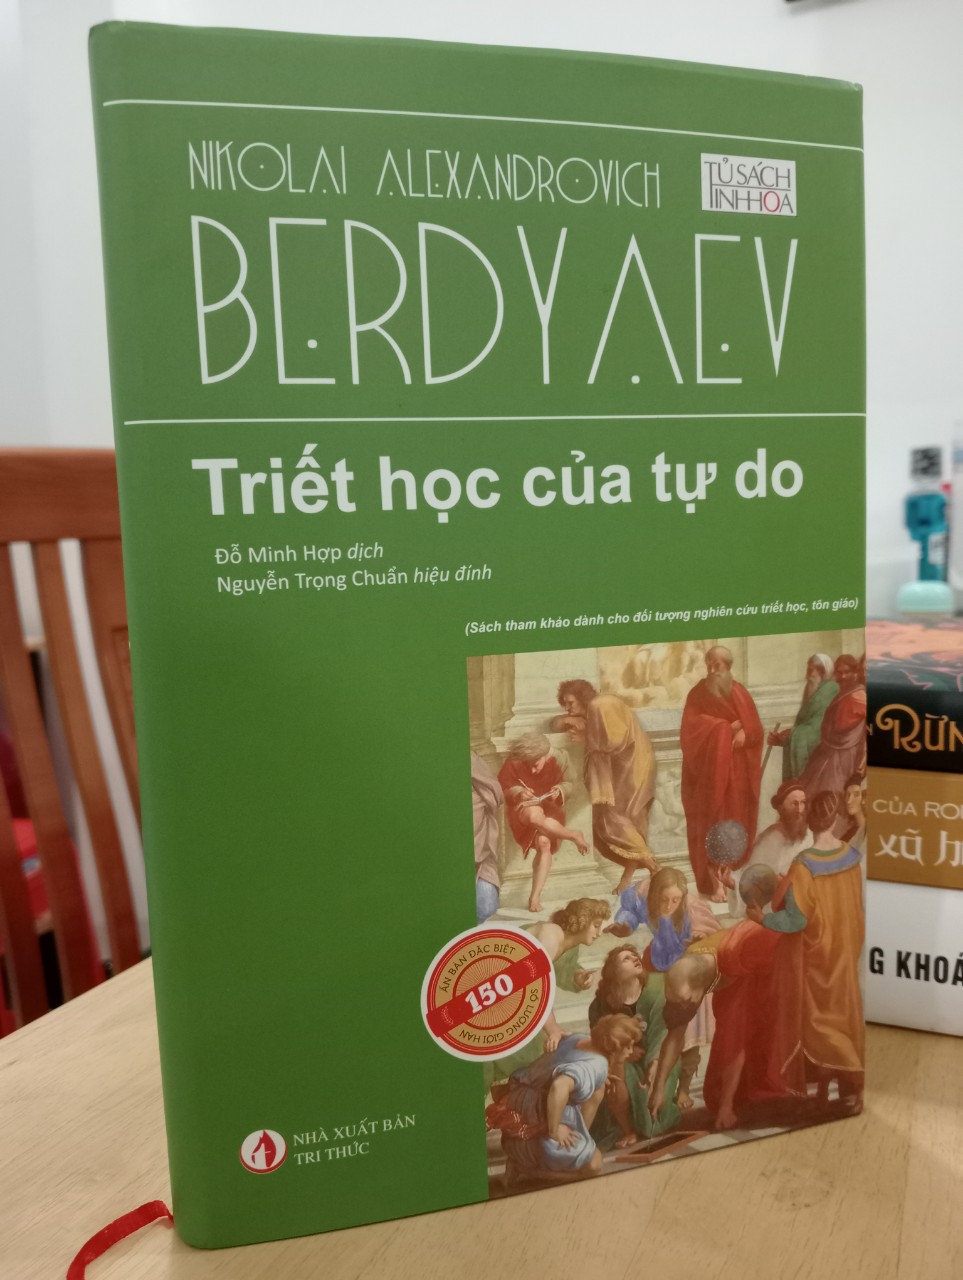 NIKOLAI ALEXANDROVICH
TỦ SÁCH
TINH HOA
BERDYAEV
Triết học của tự do
Đỗ Minh Hợp dịch
Nguyễn Trọng Chuẩn hiệu đính
(Sách tham khảo dành cho đối tượng nghiên cứu triết học, tôn giáo)
ẤN BẢN ĐẶC BIỆT
150
SỐ LƯỢNG GIỚI HẠN
NHÀ XUẤT BẢN
TRI THỨC
RỪN
CỦA
xã
G KHOÁ